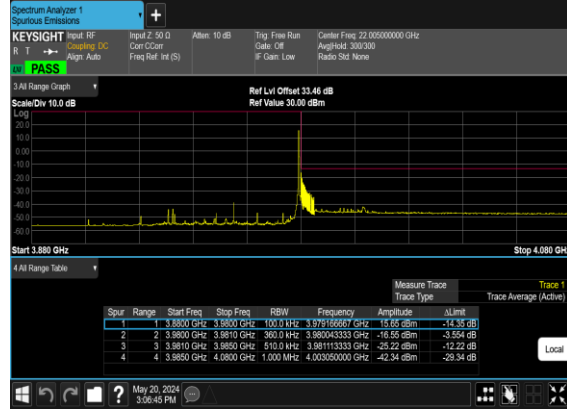 Spectrum Analyzer 1
Spurious Emissions
+
KEYSIGHT Input: RF Input Z: 50 Ω Atten: 10 dB Trig: Free Run Center Freq: 22.005000000 GHz
R T Coupling: DC Corr CCorr Gate: Off Avg|Hold: 300/300
Align: Auto Freq Ref: Int (S) IF Gain: Low Radio Std: None
PASS
3 All Range Graph
Ref Lvl Offset 33.46 dB
Scale/Div 10.0 dB Ref Value 30.00 dBm
Log
20.0
10.0
0.00
-10.0
-20.0
-30.0
-40.0
-50.0
-60.0
Start 3.880 GHz Stop 4.080 GHz
4 All Range Table
Measure Trace Trace 1
Trace Type Trace Average (Active)
Spur Range Start Freq Stop Freq RBW Frequency Amplitude ΔLimit
1 1 3.8800 GHz 3.9800 GHz 100.0 kHz 3.979166667 GHz 15.65 dBm -14.35 dB
2 2 3.9800 GHz 3.9810 GHz 360.0 kHz 3.980043333 GHz -16.55 dBm -3.554 dB
3 3 3.9810 GHz 3.9850 GHz 510.0 kHz 3.981113333 GHz -25.22 dBm -12.22 dB
4 4 3.9850 GHz 4.0800 GHz 1.000 MHz 4.003050000 GHz -42.34 dBm -29.34 dB
Local
? May 20, 2024
3:06:45 PM